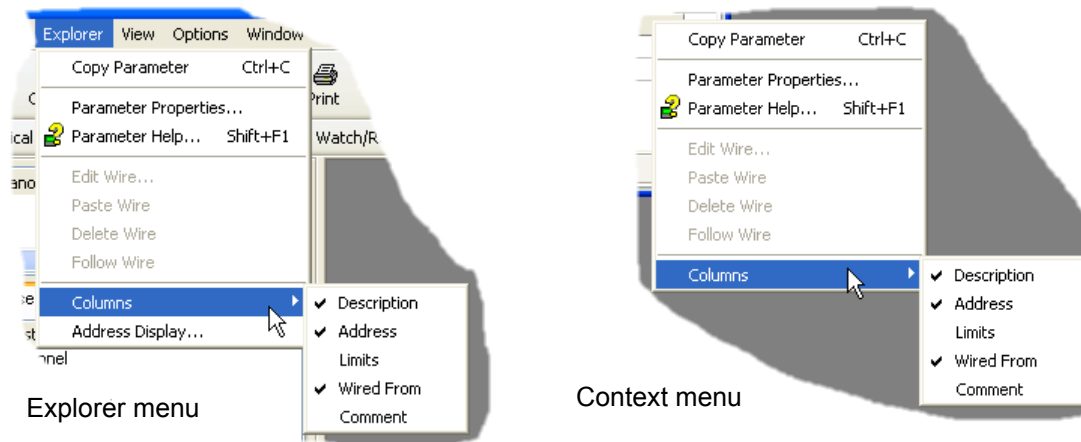 Explorer View Options Window
Copy Parameter Ctrl+C
Print
Parameter Properties...
Parameter Help... Shift+F1
Watch/R
Edit Wire...
Paste Wire
Delete Wire
Follow Wire
Columns
Address Display...
Description
Address
Limits
Wired From
Comment
Explorer menu
Copy Parameter Ctrl+C
Parameter Properties...
Parameter Help... Shift+F1
Edit Wire...
Paste Wire
Delete Wire
Follow Wire
Columns
Description
Address
Limits
Wired From
Comment
Context menu